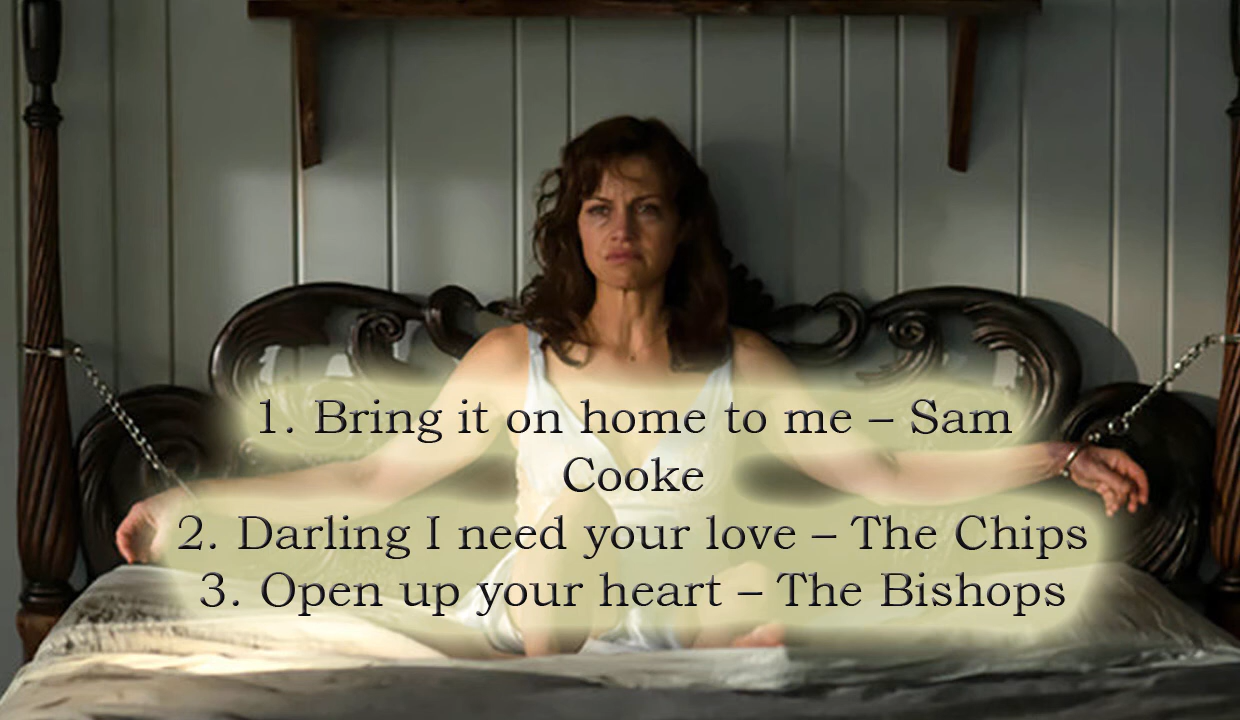 1. Bring it on home to me – Sam
Cooke
2. Darling I need your love – The Chips
3. Open up your heart – The Bishops